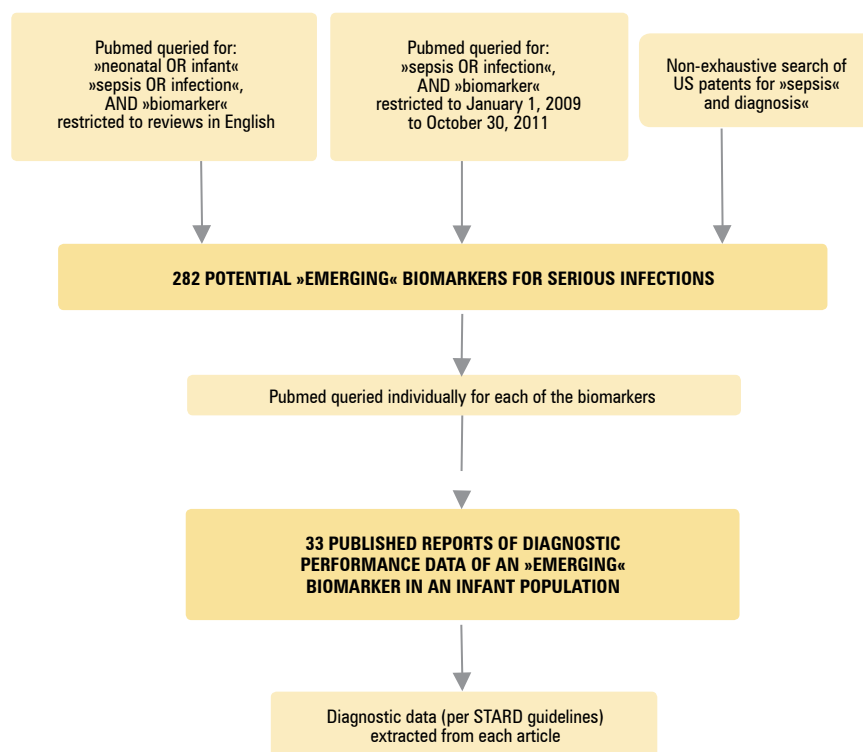 Pubmed queried for:
»neonatal OR infant«
»sepsis OR infection«,
AND »biomarker«
restricted to reviews in English
Pubmed queried for:
»sepsis OR infection«,
AND »biomarker«
restricted to January 1, 2009
to October 30, 2011
Non-exhaustive search of
US patents for »sepsis«
and diagnosis«
282 POTENTIAL »EMERGING« BIOMARKERS FOR SERIOUS INFECTIONS
Pubmed queried individually for each of the biomarkers
33 PUBLISHED REPORTS OF DIAGNOSTIC
PERFORMANCE DATA OF AN »EMERGING«
BIOMARKER IN AN INFANT POPULATION
Diagnostic data (per STARD guidelines)
extracted from each article